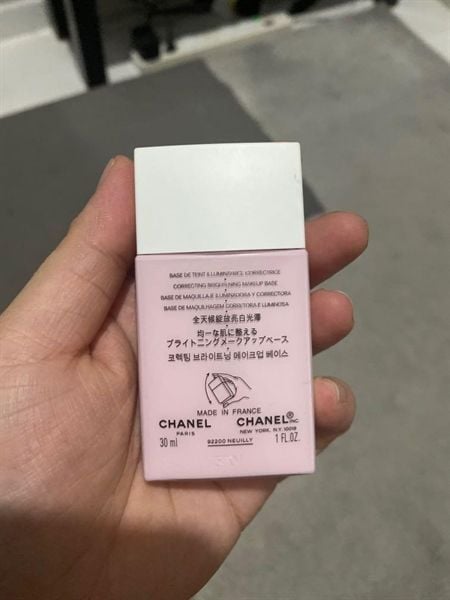 BASE DE TEINT ILLUMINATRICE CORRECTRICE
CORRECTING BRIGHTENING MAKEUP BASE
BASE DE MAQUILLAJE ILUMINADORA Y CORRECTORA
BASE DE MAQUILHAGEM CORRETORA E LUMINOSA
全天候綻放亮白光澤
均一な肌に整える
ブライトニングメークアップベース
코렉팅 브라이트닝 메이크업 베이스
MADE IN FRANCE
CHANEL CHANEL® INC
PARIS NEW YORK, N.Y. 10019
30 ml 92200 NEUILLY 1 FL.OZ.